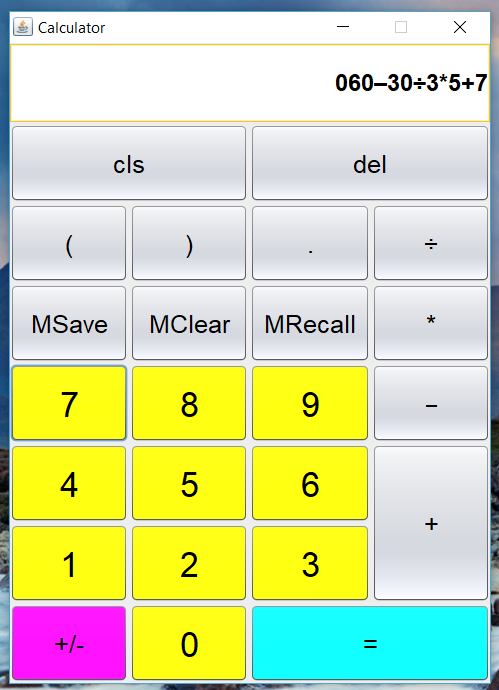 Calculator
060–30÷3*5+7
cls del
( ) . ÷
MSave MClear MRecall *
7 8 9 –
4 5 6
+
1 2 3
+/- 0 =